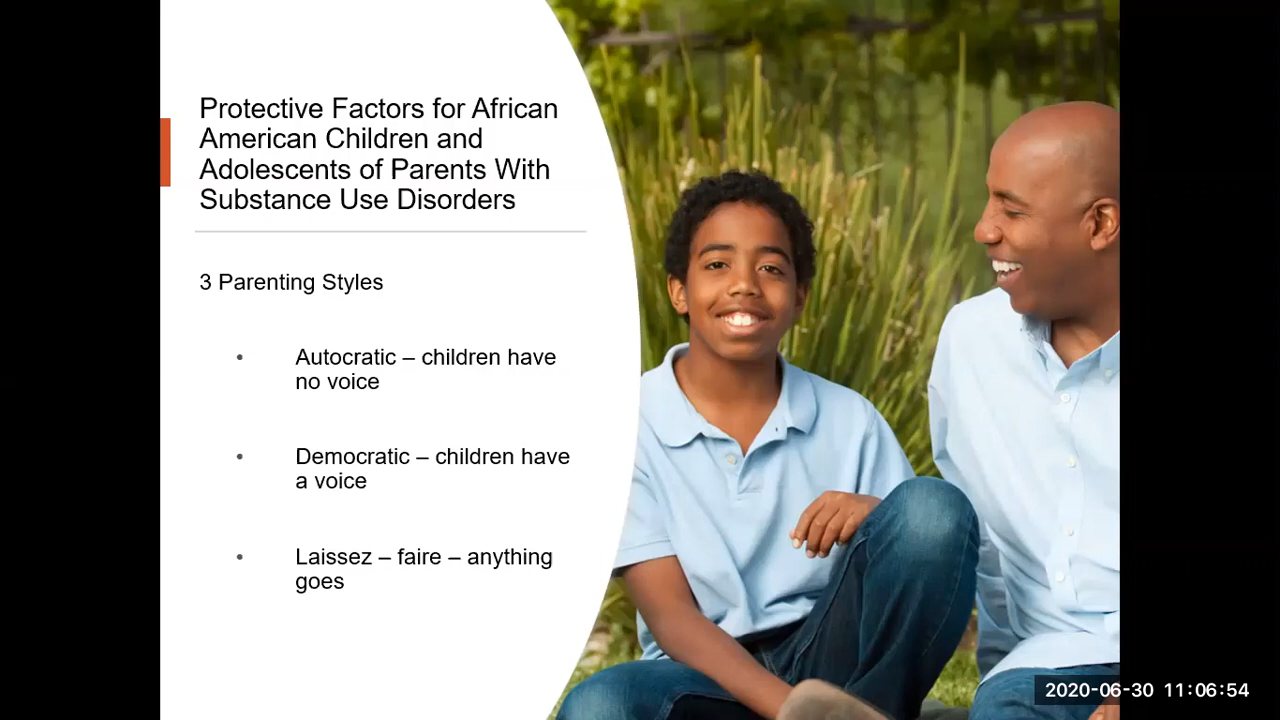 Protective Factors for African
American Children and
Adolescents of Parents With
Substance Use Disorders
3 Parenting Styles
• Autocratic – children have
no voice
• Democratic – children have
a voice
• Laissez – faire – anything
goes
2020-06-30 11:06:54